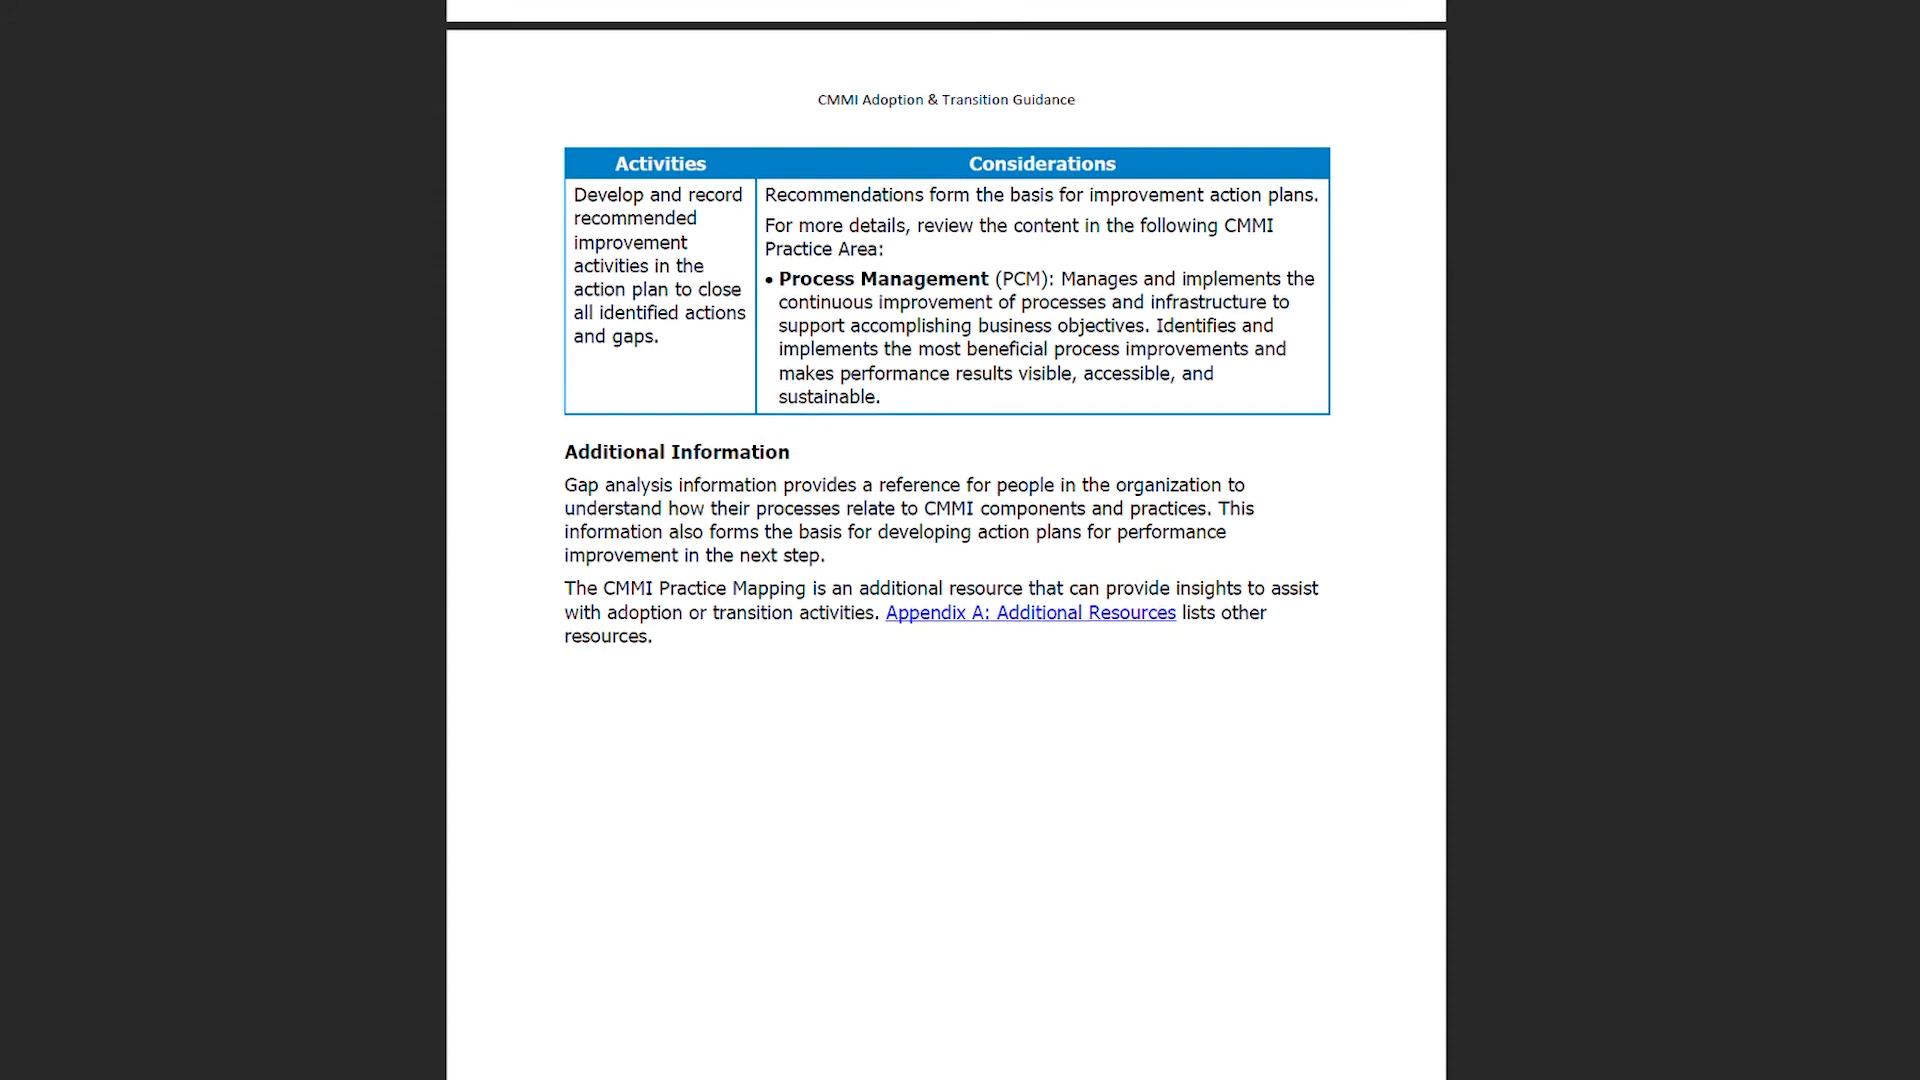 CMMI Adoption & Transition Guidance
Activities
Considerations
Develop and record
recommended
improvement
activities in the
action plan to close
all identified actions
and gaps.
Recommendations form the basis for improvement action plans.
For more details, review the content in the following CMMI
Practice Area:
• Process Management (PCM): Manages and implements the
continuous improvement of processes and infrastructure to
support accomplishing business objectives. Identifies and
implements the most beneficial process improvements and
makes performance results visible, accessible, and
sustainable.
Additional Information
Gap analysis information provides a reference for people in the organization to
understand how their processes relate to CMMI components and practices. This
information also forms the basis for developing action plans for performance
improvement in the next step.
The CMMI Practice Mapping is an additional resource that can provide insights to assist
with adoption or transition activities. Appendix A: Additional Resources lists other
resources.